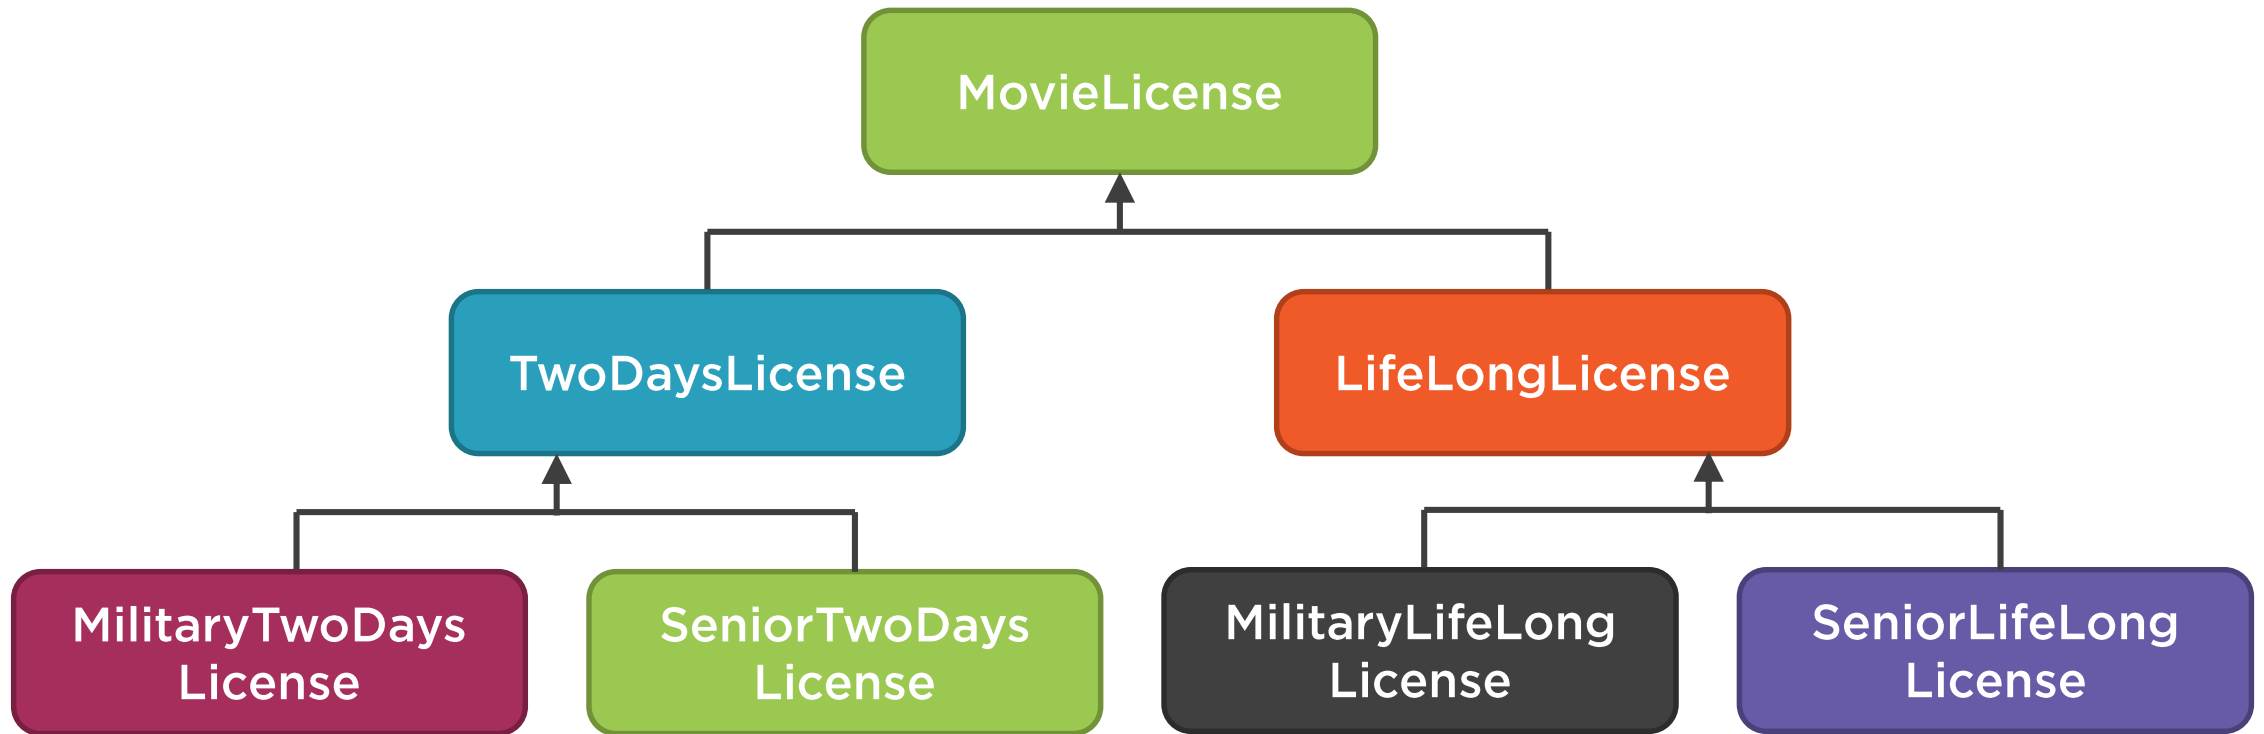 MovieLicense
TwoDaysLicense
LifeLongLicense
MilitaryTwoDays
License
SeniorTwoDays
License
MilitaryLifeLong
License
SeniorLifeLong
License